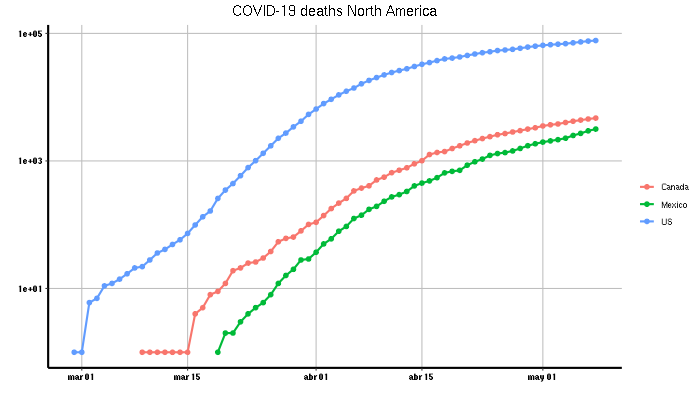 COVID-19 deaths North America
1e+05
1e+03
1e+01
mar 01
mar 15
abr 01
abr 15
may 01
Canada
Mexico
US